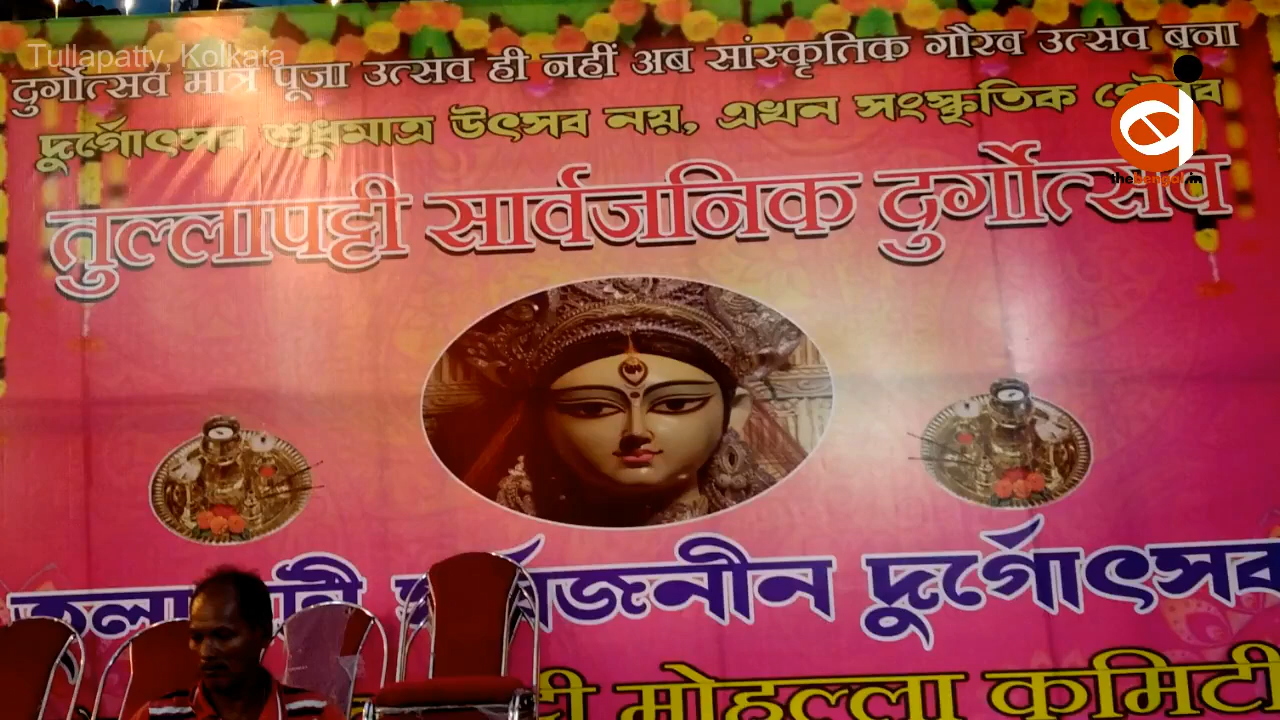 Tullapatty, Kolkata
दुर्गोत्सव मात्र पूजा उत्सव ही नहीं अब सांस्कृतिक गौरव उत्सव बना
দুর্গোৎসব শুধুমাত্র উৎসব নয়, এখন সংস্কৃতিক
thebengal.in
तुल्लापट्टी सार्वजनिक दुर्गोत्सव
দুর্গোৎসব
मोहल्ला कमिटी